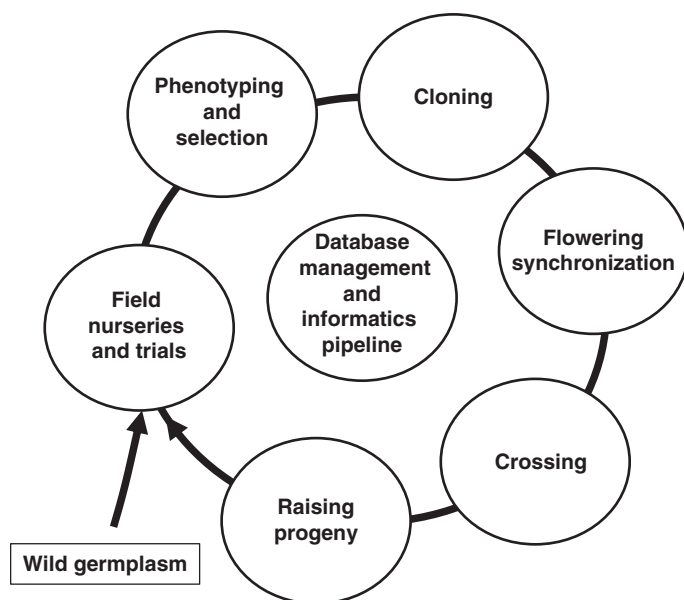 Phenotyping
and
selection
Cloning
Flowering
synchronization
Database
management
and
informatics
pipeline
Field
nurseries
and trials
Crossing
Raising
progeny
Wild germplasm